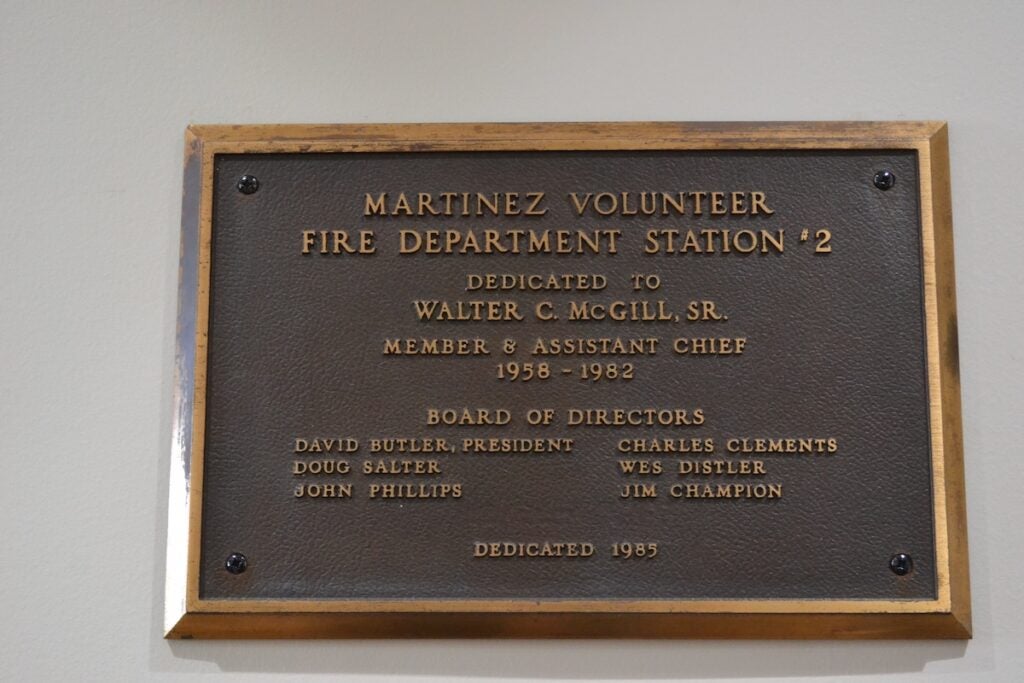 MARTINEZ VOLUNTEER
FIRE DEPARTMENT STATION #2
DEDICATED TO
WALTER C. McGILL, SR.
MEMBER & ASSISTANT CHIEF
1958 - 1982
BOARD OF DIRECTORS
DAVID BUTLER, PRESIDENT CHARLES CLEMENTS
DOUG SALTER WES DISTLER
JOHN PHILLIPS JIM CHAMPION
DEDICATED 1985